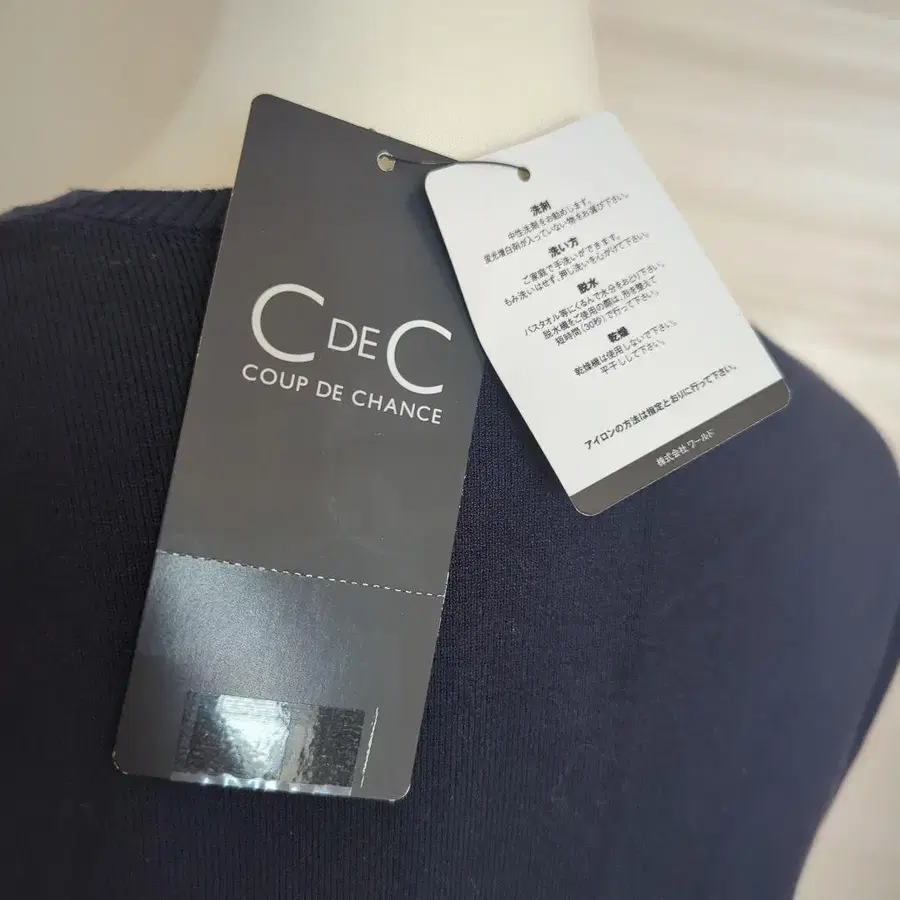 C DE C
COUP DE CHANCE
洗剤
中性洗剤をお勧めします。
蛍光増白剤が入っていない物をお選び下さい。
洗い方
ご家庭で手洗いができます。
もみ洗いはせず、押し洗いを心がけて下さい。
脱水
バスタオル等にくるんで水分をおとり下さい。
脱水機をご使用の際は、形を整えて
短時間(30秒)で行って下さい。
乾燥
乾燥機は使用しないで下さい。
平干しして下さい。
アイロンの方法は指定どおりに行って下さい。
株式会社 ワールド